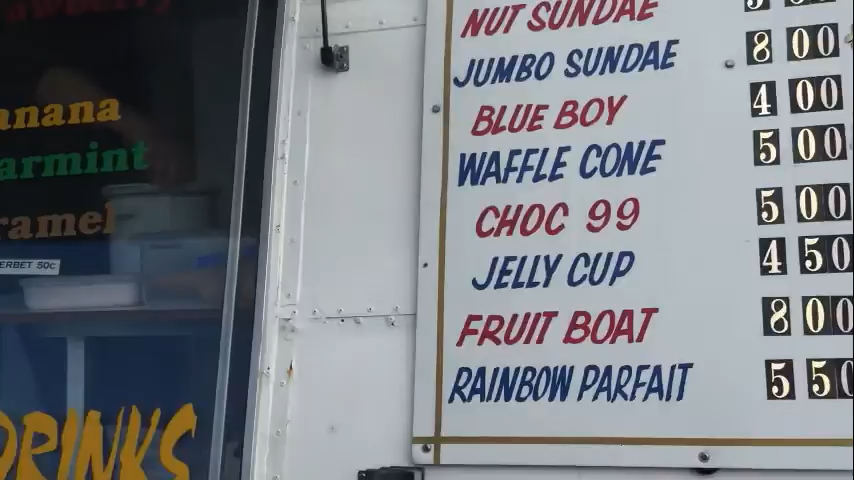 NUT SUNDAE
JUMBO SUNDAE 8 00
BLUE BOY 4 00
WAFFLE CONE 5 00
CHOC 99 5 00
JELLY CUP 4 50
FRUIT BOAT 8 00
RAINBOW PARFAIT 5 50
anana
armint
ramel
ERBET 50c
DRINKS